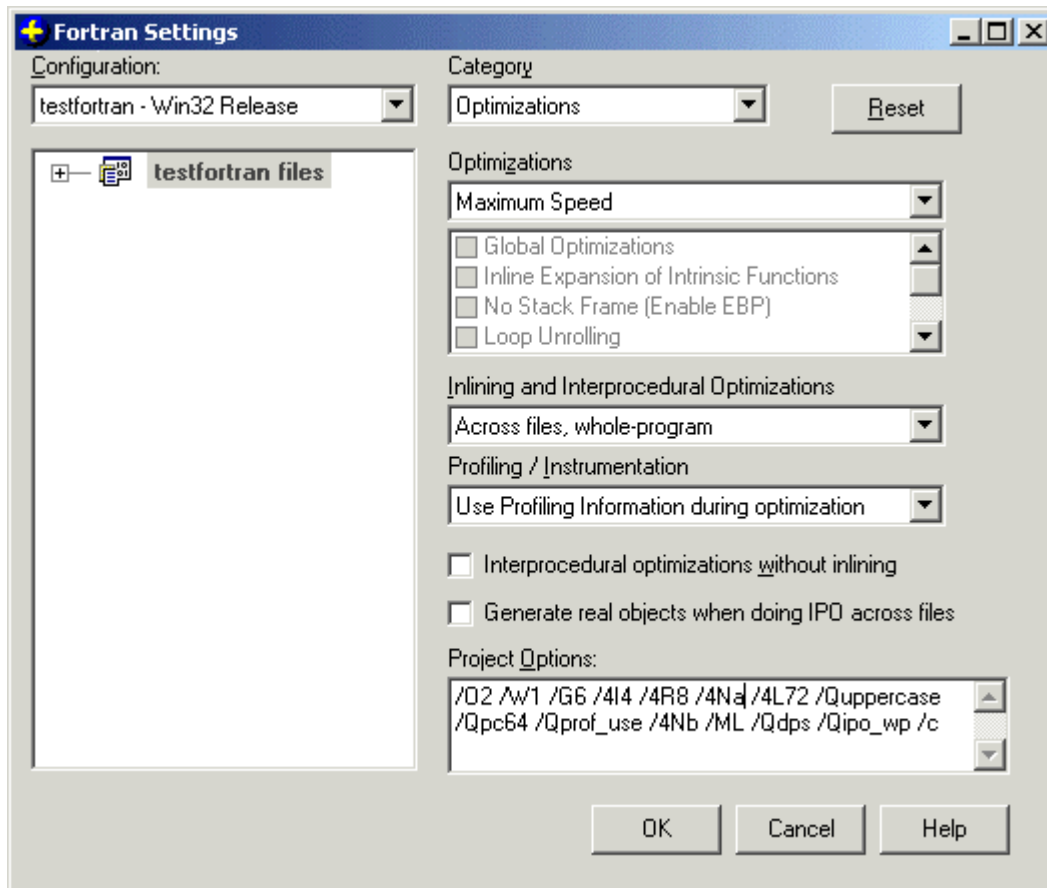 Fortran Settings
Configuration:
testfortran - Win32 Release
Category
Optimizations
Reset
testfortran files
Optimizations
Maximum Speed
Global Optimizations
Inline Expansion of Intrinsic Functions
No Stack Frame (Enable EBP)
Loop Unrolling
Inlining and Interprocedural Optimizations
Across files, whole-program
Profiling / Instrumentation
Use Profiling Information during optimization
Interprocedural optimizations without inlining
Generate real objects when doing IPO across files
Project Options:
/O2 /W1 /G6 /4I4 /4R8 /4Na /4L72 /Quppercase
/Qpc64 /Qprof_use /4Nb /ML /Qdps /Qipo_wp /c
OK
Cancel
Help